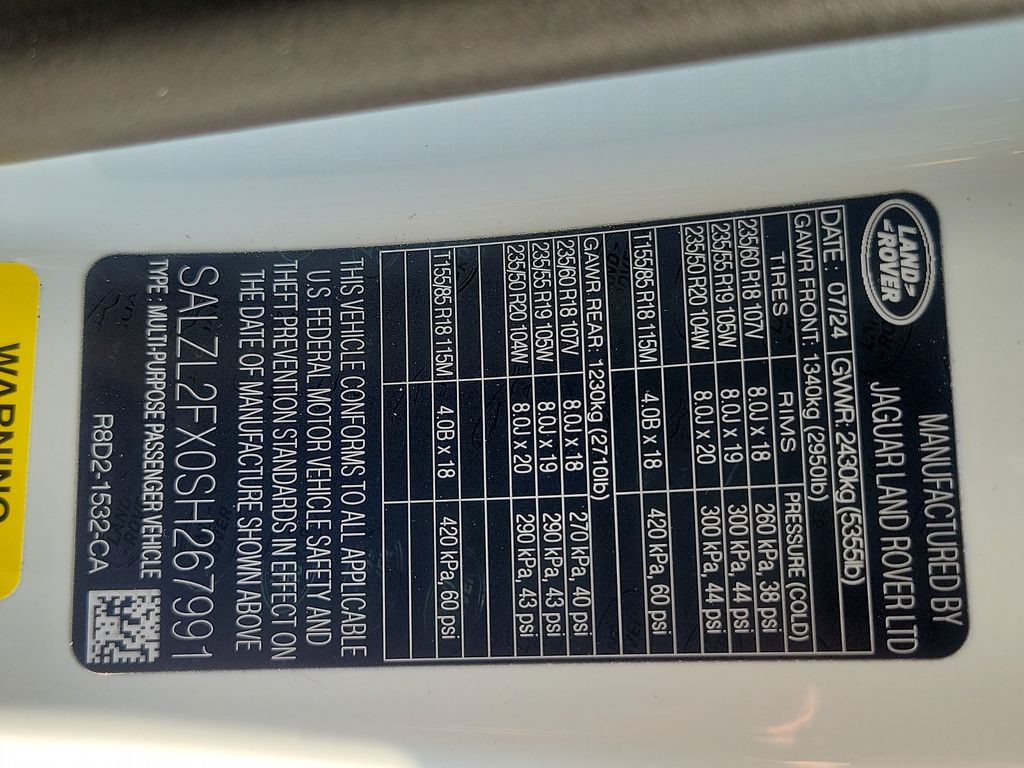 LAND
ROVER
MANUFACTURED BY
JAGUAR LAND ROVER LTD
DATE: 07/24 GVWR: 2430kg (5355lb)
GAWR FRONT: 1340kg (2950lb)
TIRES RIMS PRESSURE (COLD)
235/60 R18 107V 8.0J x 18 260 kPa, 38 psi
235/55 R19 105W 8.0J x 19 300 kPa, 44 psi
235/50 R20 104W 8.0J x 20 300 kPa, 44 psi
T155/85 R18 115M 4.0B x 18 420 kPa, 60 psi
GAWR REAR: 1230kg (2710lb)
235/60 R18 107V 8.0J x 18 270 kPa, 40 psi
235/55 R19 105W 8.0J x 19 290 kPa, 43 psi
235/50 R20 104W 8.0J x 20 290 kPa, 43 psi
T155/85 R18 115M 4.0B x 18 420 kPa, 60 psi
THIS VEHICLE CONFORMS TO ALL APPLICABLE
U.S. FEDERAL MOTOR VEHICLE SAFETY AND
THEFT PREVENTION STANDARDS IN EFFECT ON
THE DATE OF MANUFACTURE SHOWN ABOVE
SALZL2FX0SH267991
TYPE: MULTI-PURPOSE PASSENGER VEHICLE
R8D2-1532-CA
WARNING